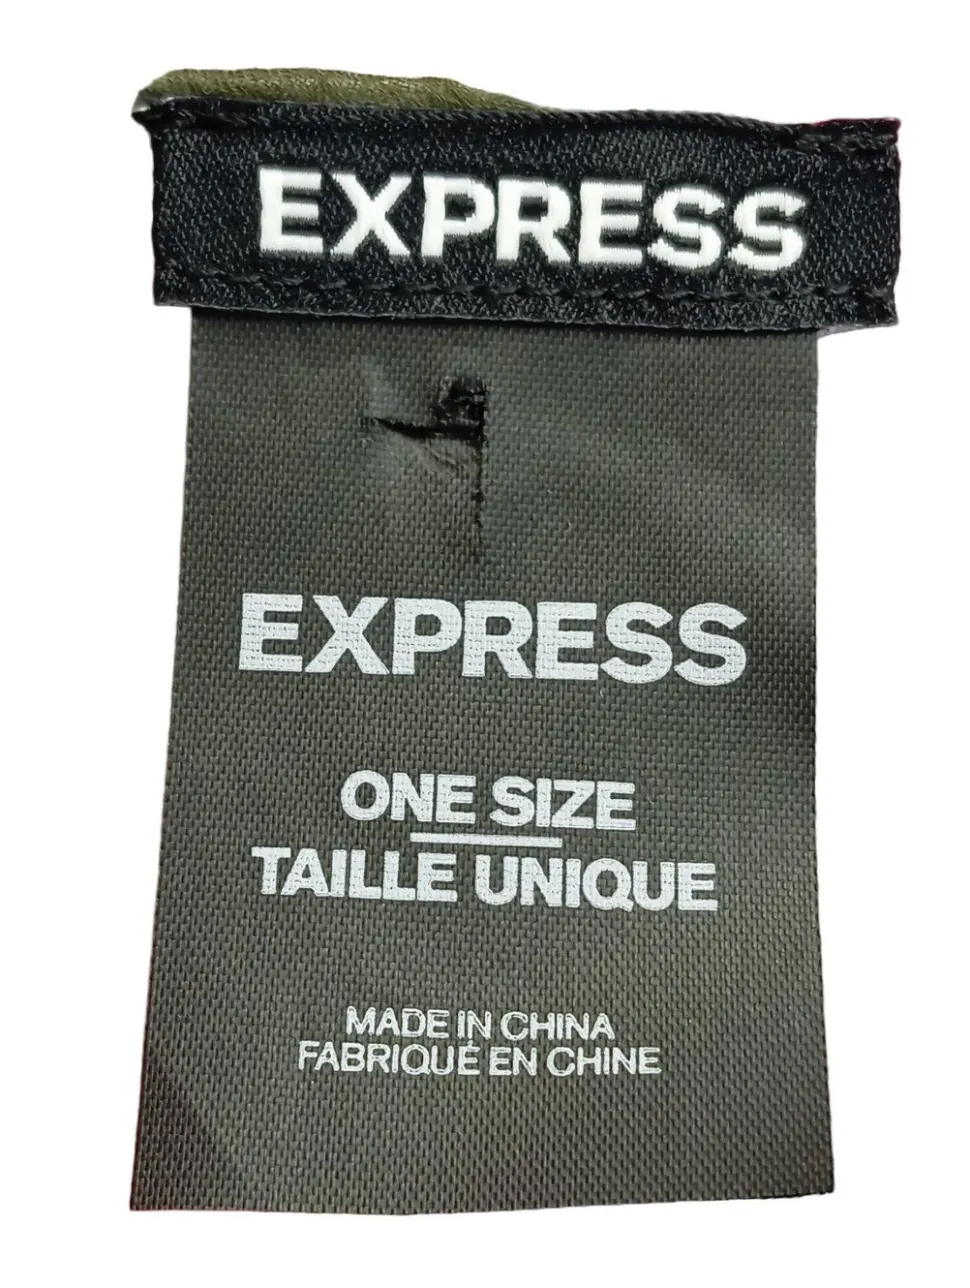 EXPRESS
EXPRESS
ONE SIZE
TAILLE UNIQUE
MADE IN CHINA
FABRIQUÉ EN CHINE